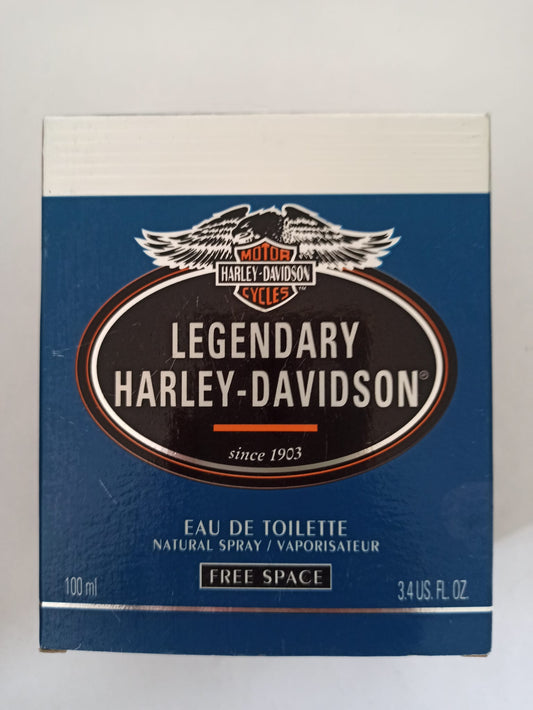 MOTOR
HARLEY-DAVIDSON
CYCLES™
LEGENDARY
HARLEY-DAVIDSON®
since 1903
EAU DE TOILETTE
NATURAL SPRAY / VAPORISATEUR
100 ml FREE SPACE 3.4 US. FL. OZ.